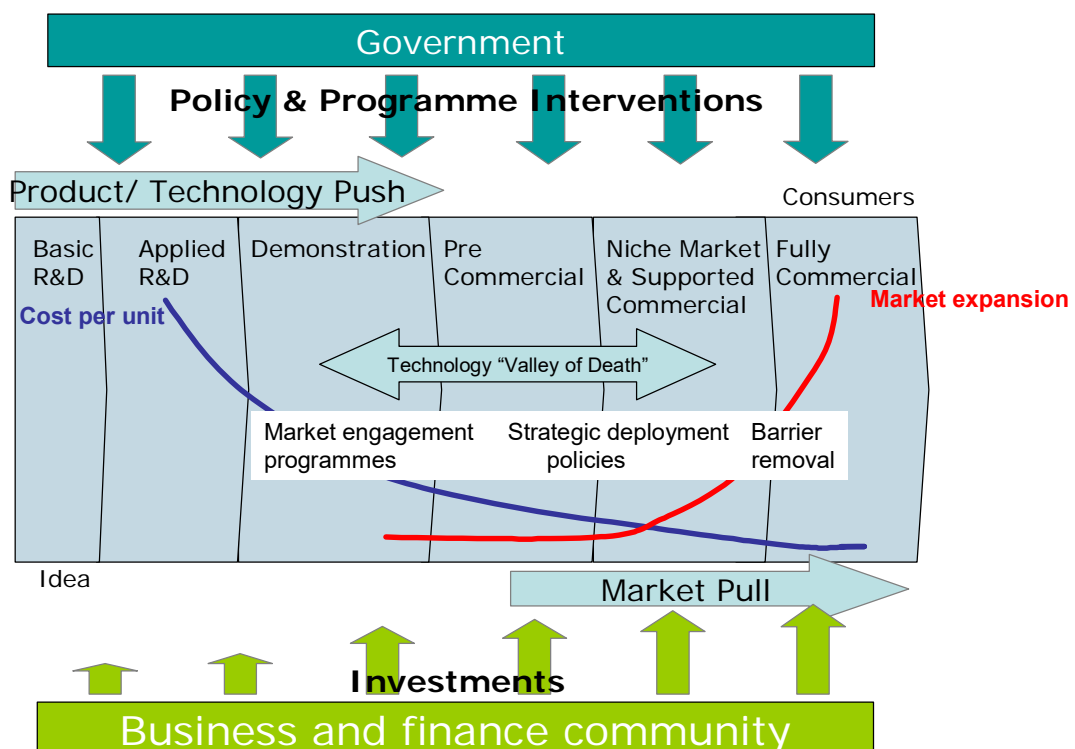 Government
Policy & Programme Interventions
Product/ Technology Push
Consumers
Basic
R&D
Applied
R&D
Demonstration
Pre
Commercial
Niche Market
& Supported
Commercial
Fully
Commercial
Cost per unit
Market expansion
Technology “Valley of Death”
Market engagement
programmes
Strategic deployment
policies
Barrier
removal
Idea
Market Pull
Investments
Business and finance community